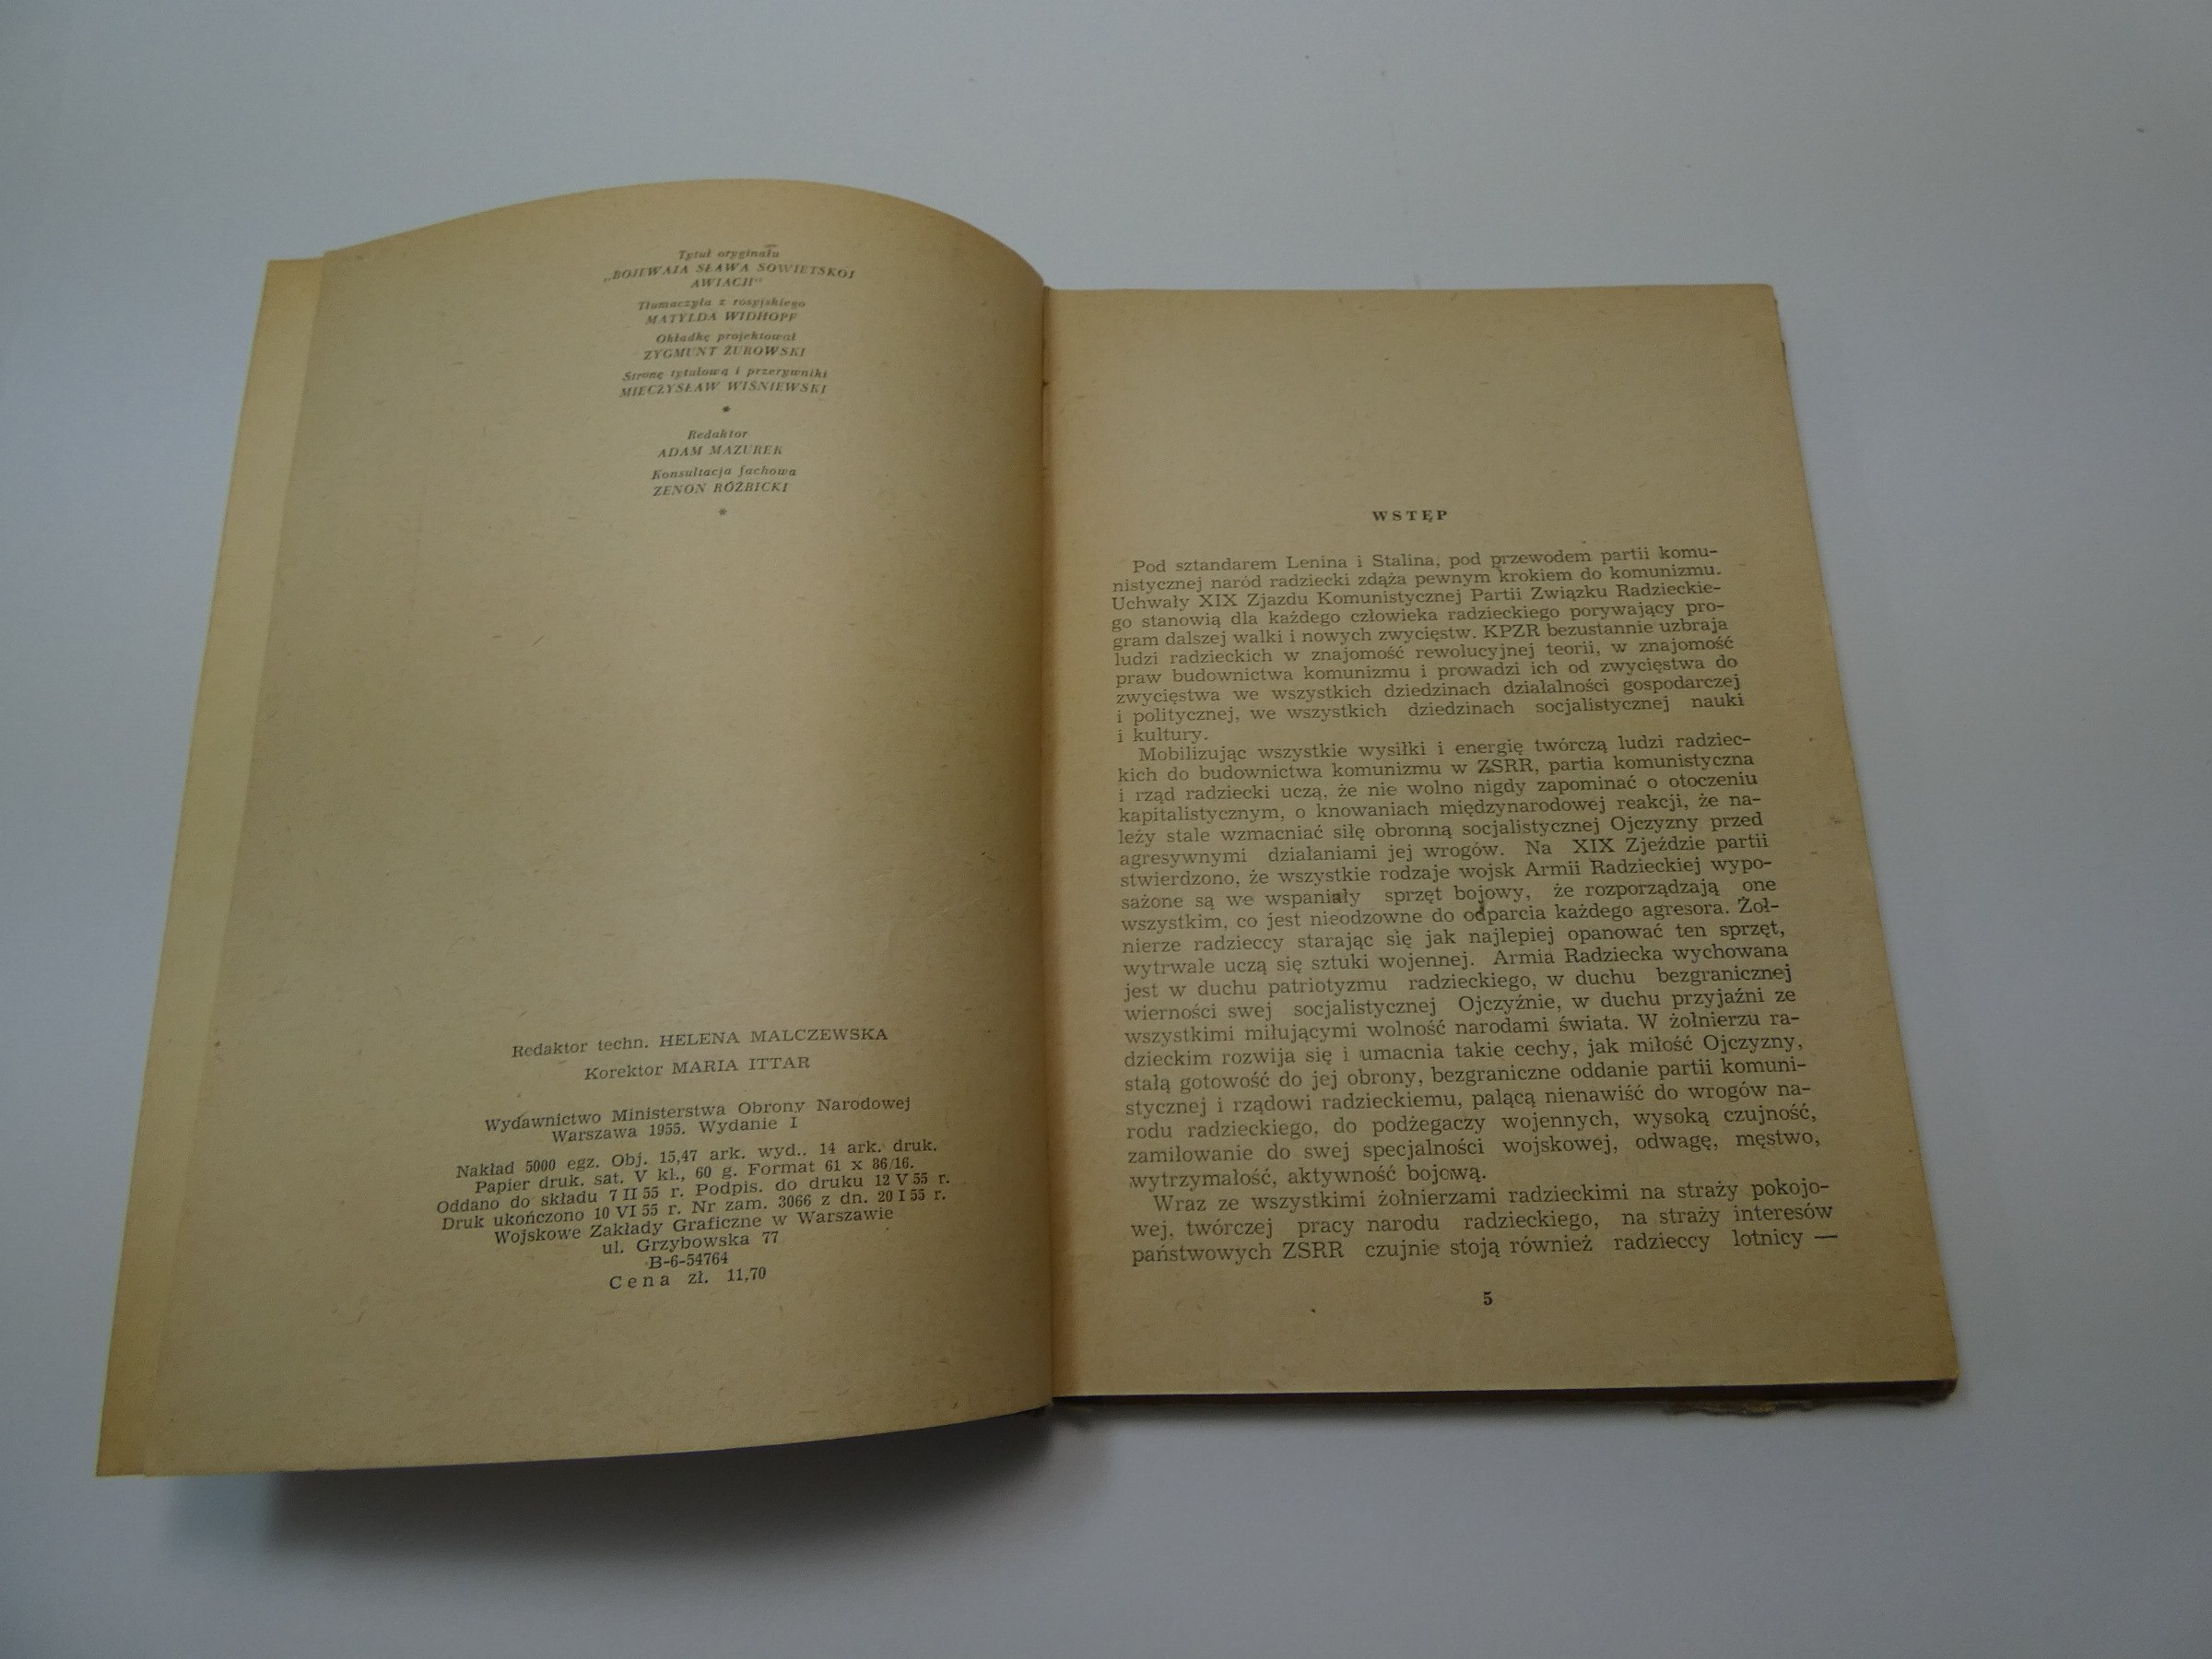 Tytuł oryginału
„BOJEWAJA SŁAWA SOWIETSKOJ
AWIACJI"
Tłumaczyła z rosyjskiego
MATYLDA WIDHOPF
Okładkę projektował
ZYGMUNT ŻUROWSKI
Stronę tytułową i przerywniki
MIECZYSŁAW WIŚNIEWSKI
*
Redaktor
ADAM MAZUREK
Konsultacja fachowa
ZENON RÓŻBICKI
*
Redaktor techn. HELENA MALCZEWSKA
Korektor MARIA ITTAR
Wydawnictwo Ministerstwa Obrony Narodowej
Warszawa 1955. Wydanie I
Nakład 5000 egz. Obj. 15,47 ark. wyd., 14 ark. druk.
Papier druk. sat. V kl., 60 g. Format 61 x 86/16.
Oddano do składu 7 II 55 r. Podpis. do druku 12 V 55 r.
Druk ukończono 10 VI 55 r. Nr zam. 3066 z dn. 20 I 55 r.
Wojskowe Zakłady Graficzne w Warszawie
ul. Grzybowska 77
B-6-54764
Cena zł. 11,70
WSTĘP
Pod sztandarem Lenina i Stalina, pod przewodem partii komu-
nistycznej naród radziecki zdąża pewnym krokiem do komunizmu.
Uchwały XIX Zjazdu Komunistycznej Partii Związku Radzieckie-
go stanowią dla każdego człowieka radzieckiego porywający pro-
gram dalszej walki i nowych zwycięstw. KPZR bezustannie uzbraja
ludzi radzieckich w znajomość rewolucyjnej teorii, w znajomość
praw budownictwa komunizmu i prowadzi ich od zwycięstwa do
zwycięstwa we wszystkich dziedzinach działalności gospodarczej
i politycznej, we wszystkich dziedzinach socjalistycznej nauki
i kultury.
Mobilizując wszystkie wysiłki i energię twórczą ludzi radziec-
kich do budownictwa komunizmu w ZSRR, partia komunistyczna
i rząd radziecki uczą, że nie wolno nigdy zapominać o otoczeniu
kapitalistycznym, o knowaniach międzynarodowej reakcji, że na-
leży stale wzmacniać siłę obronną socjalistycznej Ojczyzny przed
agresywnymi działaniami jej wrogów. Na XIX Zjeździe partii
stwierdzono, że wszystkie rodzaje wojsk Armii Radzieckiej wypo-
sażone są we wspaniały sprzęt bojowy, że rozporządzają one
wszystkim, co jest nieodzowne do odparcia każdego agresora. Żoł-
nierze radzieccy starając się jak najlepiej opanować ten sprzęt,
wytrwale uczą się sztuki wojennej. Armia Radziecka wychowana
jest w duchu patriotyzmu radzieckiego, w duchu bezgranicznej
wierności swej socjalistycznej Ojczyźnie, w duchu przyjaźni ze
wszystkimi miłującymi wolność narodami świata. W żołnierzu ra-
dzieckim rozwija się i umacnia takie cechy, jak miłość Ojczyzny,
stałą gotowość do jej obrony, bezgraniczne oddanie partii komuni-
stycznej i rządowi radzieckiemu, palącą nienawiść do wrogów na-
rodu radzieckiego, do podżegaczy wojennych, wysoką czujność,
zamiłowanie do swej specjalności wojskowej, odwagę, męstwo,
wytrzymałość, aktywność bojową.
Wraz ze wszystkimi żołnierzami radzieckimi na straży pokojo-
wej, twórczej pracy narodu radzieckiego, na straży interesów
państwowych ZSRR czujnie stoją również radzieccy lotnicy —
5